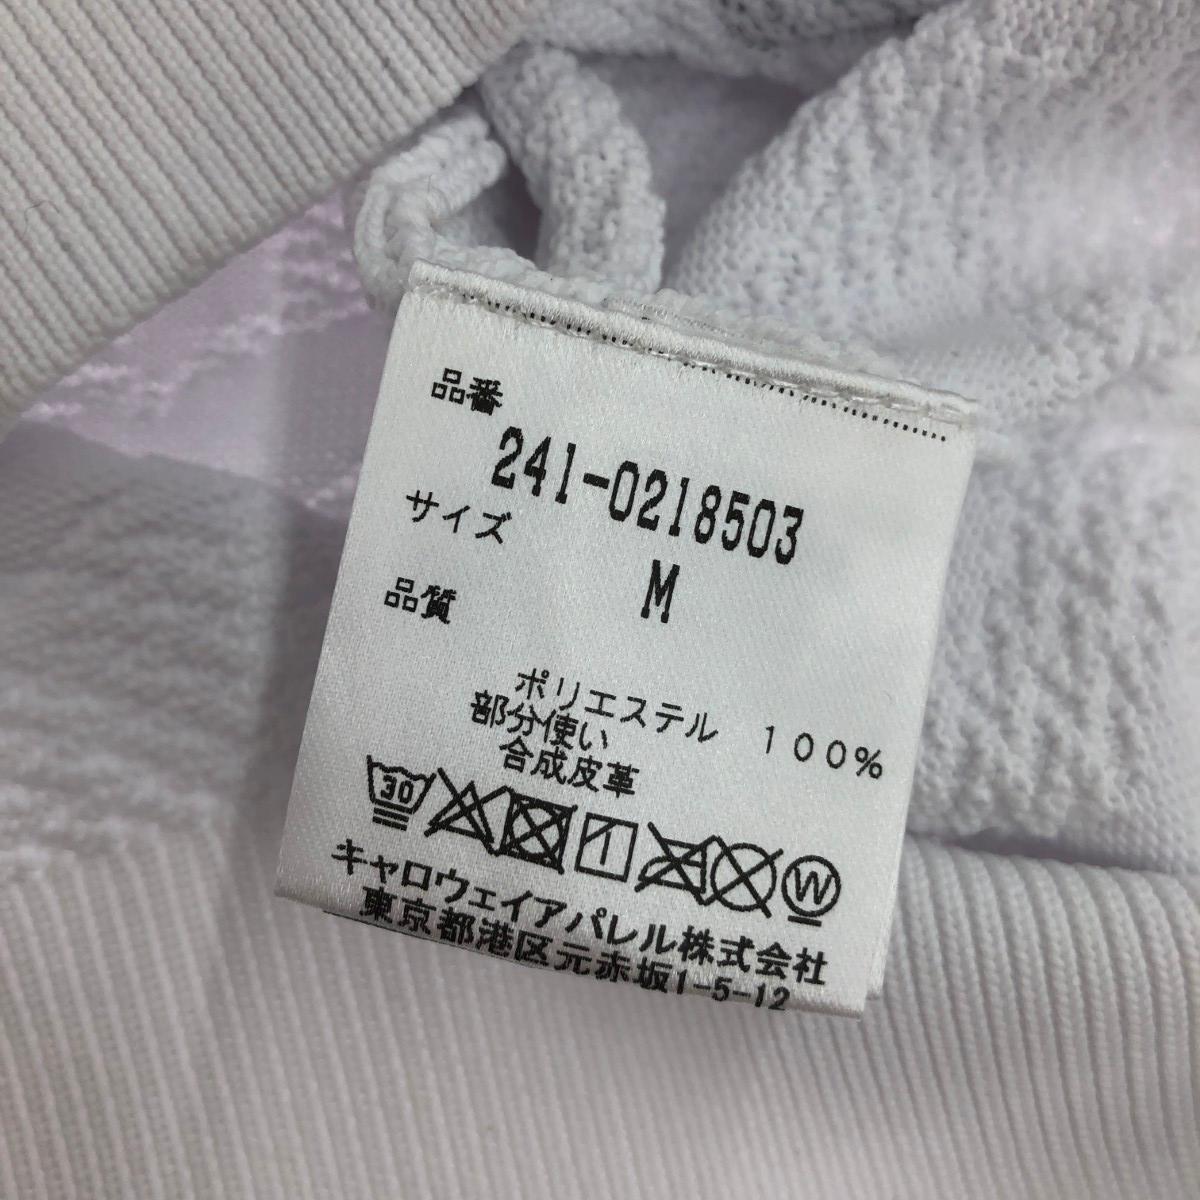 品番
241-0218503
サイズ
M
品質
ポリエステル 100%
部分使い
合成皮革
30
W
キャロウェイアパレル株式会社
東京都港区元赤坂1-5-12